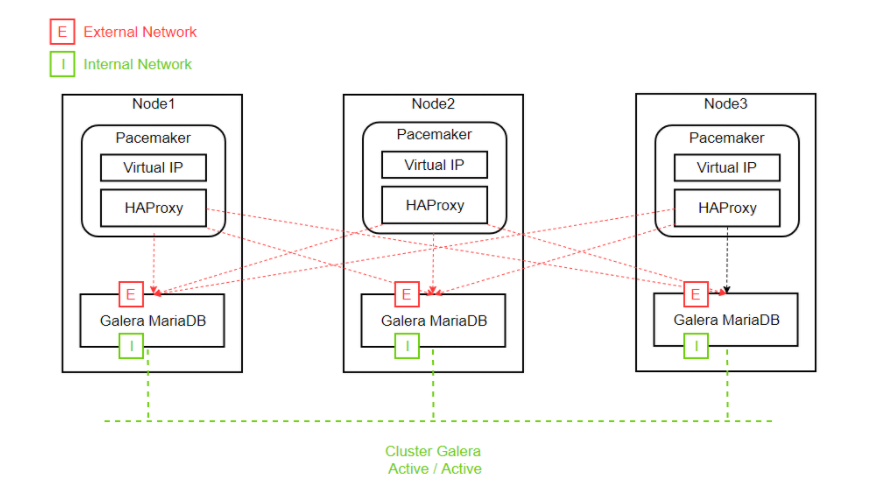 E External Network
I Internal Network
Node1
Pacemaker
Virtual IP
HAProxy
E
Galera MariaDB
I
Node2
Pacemaker
Virtual IP
HAProxy
E
Galera MariaDB
I
Node3
Pacemaker
Virtual IP
HAProxy
E
Galera MariaDB
I
Cluster Galera
Active / Active